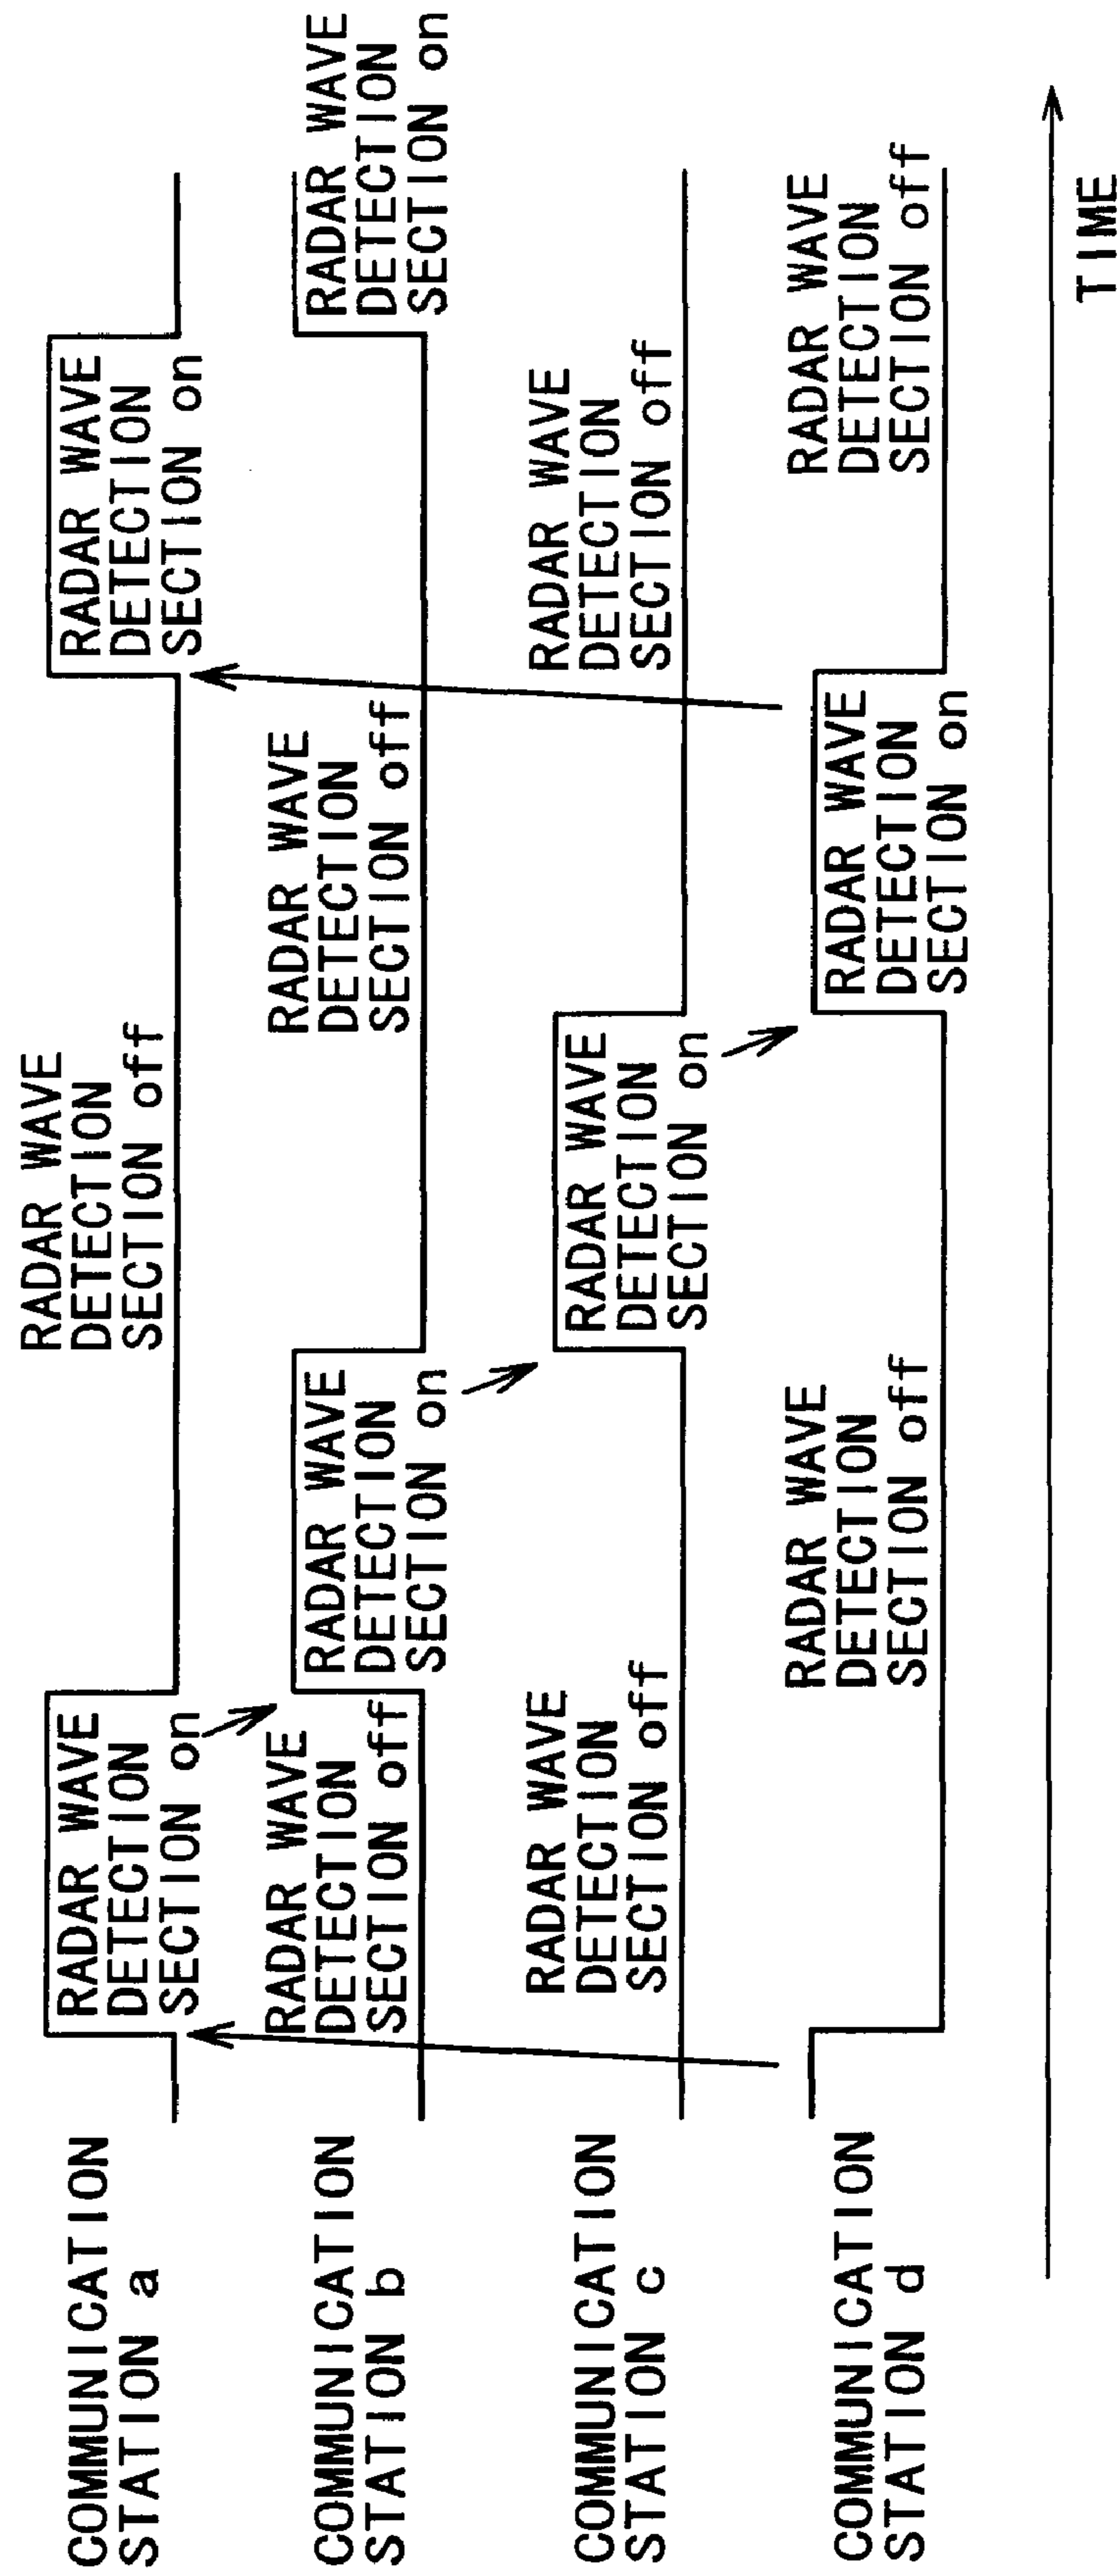 COMMUNICATION
STATION a
RADAR WAVE
DETECTION
SECTION on
RADAR WAVE
DETECTION
SECTION off
RADAR WAVE
DETECTION
SECTION on
COMMUNICATION
STATION b
RADAR WAVE
DETECTION
SECTION off
RADAR WAVE
DETECTION
SECTION on
RADAR WAVE
DETECTION
SECTION off
RADAR WAVE
DETECTION
SECTION on
COMMUNICATION
STATION c
RADAR WAVE
DETECTION
SECTION off
RADAR WAVE
DETECTION
SECTION on
RADAR WAVE
DETECTION
SECTION off
COMMUNICATION
STATION d
RADAR WAVE
DETECTION
SECTION off
RADAR WAVE
DETECTION
SECTION on
RADAR WAVE
DETECTION
SECTION off
TIME